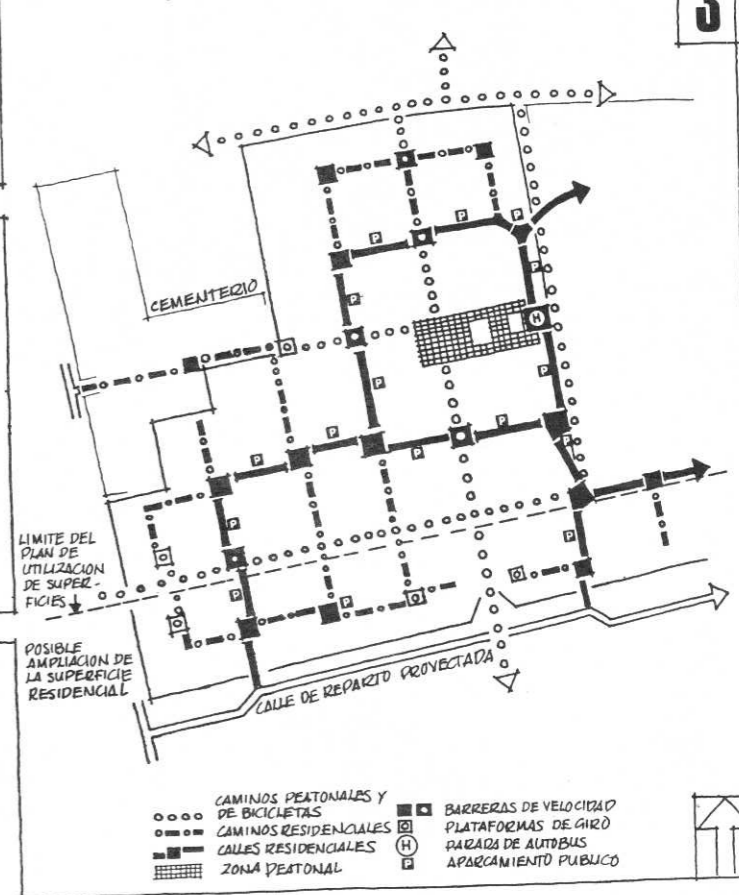 3
CEMENTERIO
LIMITE DEL
PLAN DE
UTILIZACION
DE SUPER-
FICIES
POSIBLE
AMPLIACION DE
LA SUPERFICIE
RESIDENCIAL
CALLE DE REPARTO PROYECTADA
P
P
P
P
P
H
P
P
P
P
P
P
P
P
P
P
P
P
CAMINOS PEATONALES Y
DE BICICLETAS
CAMINOS RESIDENCIALES
CALLES RESIDENCIALES
ZONA PEATONAL
BARRERAS DE VELOCIDAD
PLATAFORMAS DE GIRO
H PARADA DE AUTOBUS
P APARCAMIENTO PUBLICO